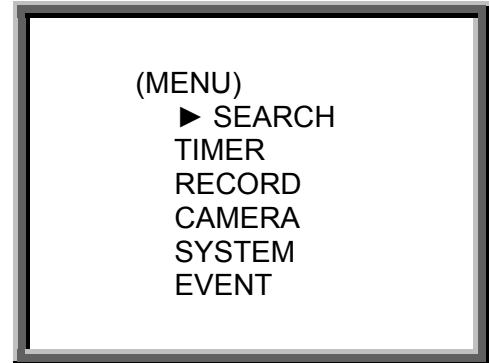 (MENU)
► SEARCH
TIMER
RECORD
CAMERA
SYSTEM
EVENT